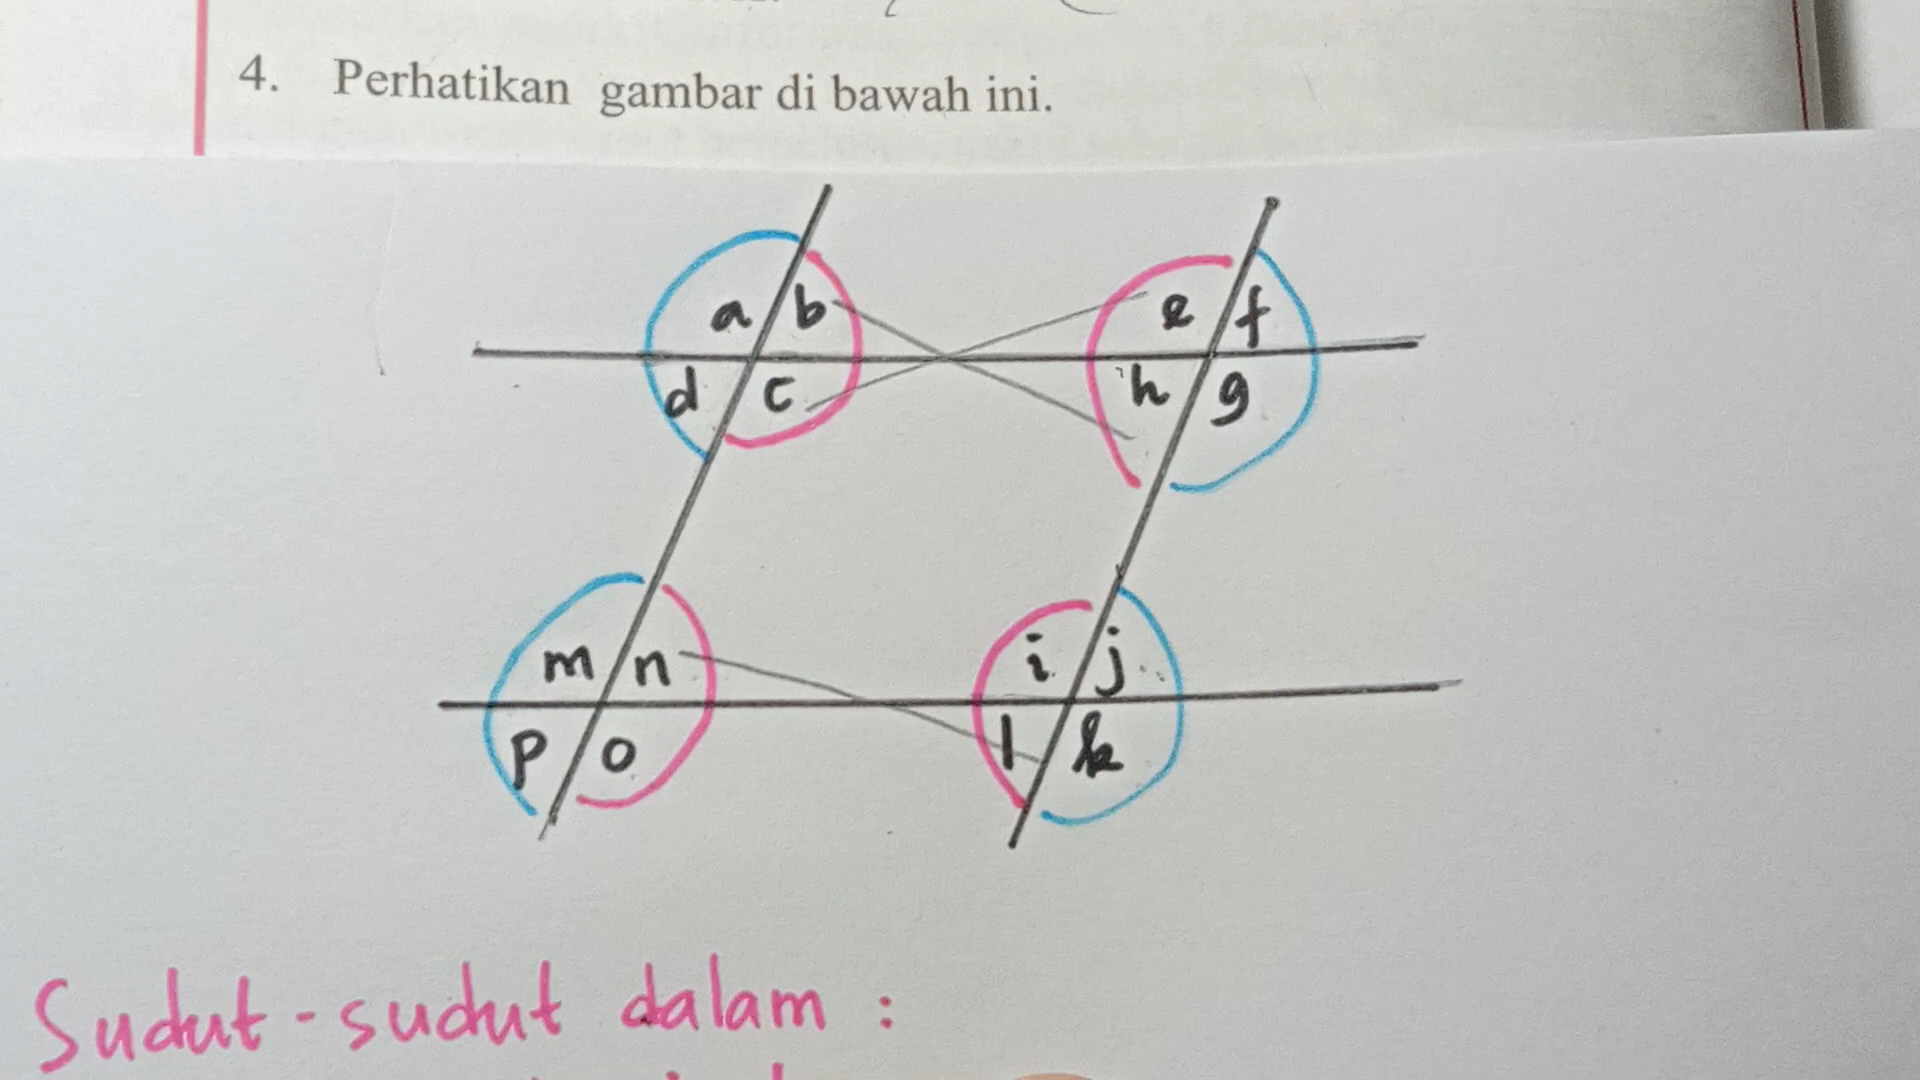 4. Perhatikan gambar di bawah ini.
a b e f
d c h g
m n i j
p o l k
Sudut-sudut dalam :